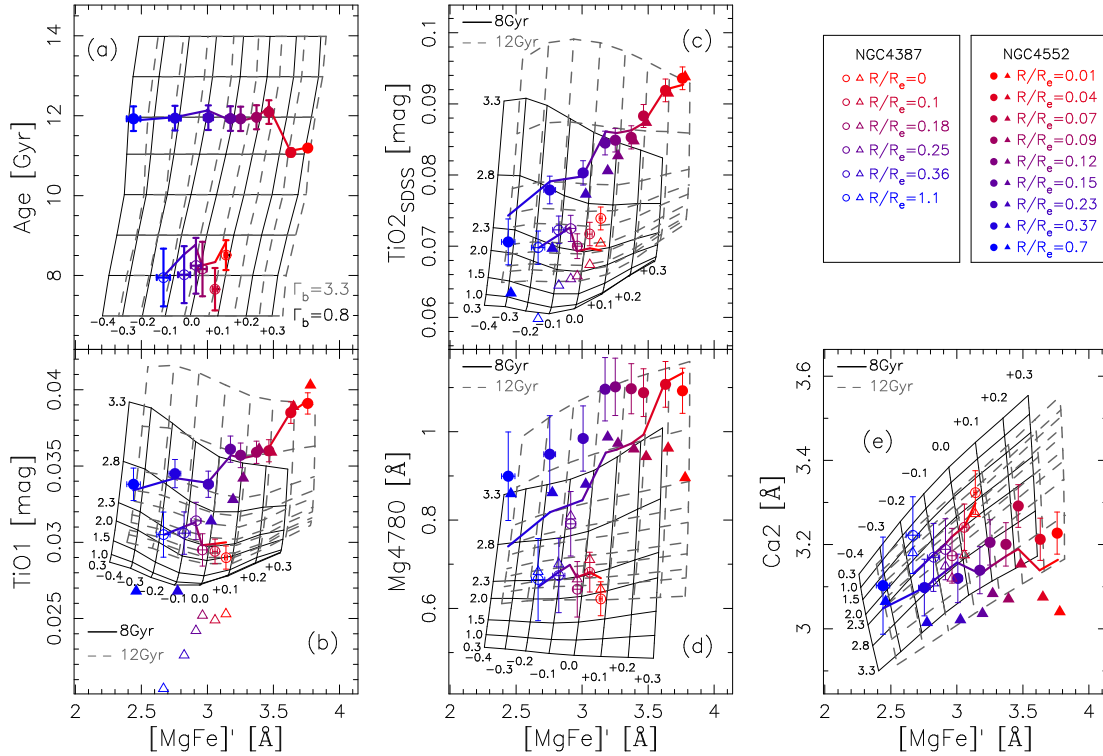 (a)
14
12
10
8
Age [Gyr]
Γb=3.3
Γb=0.8
−0.4
−0.3
−0.2
−0.1
0.0
+0.1
+0.2
+0.3
8Gyr
12Gyr
(c)
0.1
0.09
0.08
0.07
0.06
TiO2SDSS [mag]
3.3
2.8
2.3
2.0
1.5
1.0
0.3
−0.4
−0.3
−0.2
−0.1
0.0
+0.1
+0.2
+0.3
NGC4387
R/Re=0
R/Re=0.1
R/Re=0.18
R/Re=0.25
R/Re=0.36
R/Re=1.1
NGC4552
R/Re=0.01
R/Re=0.04
R/Re=0.07
R/Re=0.09
R/Re=0.12
R/Re=0.15
R/Re=0.23
R/Re=0.37
R/Re=0.7
0.04
0.035
0.03
0.025
TiO1 [mag]
3.3
2.8
2.3
2.0
1.5
1.0
0.3
−0.4
−0.3
−0.2
−0.1
0.0
+0.1
+0.2
+0.3
8Gyr
12Gyr
(b)
2 2.5 3 3.5 4
[MgFe]' [Å]
8Gyr
12Gyr
1
0.8
0.6
Mg4780 [Å]
3.3
2.8
2.3
2.0
1.5
1.0
0.3
−0.4
−0.3
−0.2
−0.1
0.0
+0.1
+0.2
+0.3
(d)
2 2.5 3 3.5 4
[MgFe]' [Å]
8Gyr
12Gyr
(e)
3.6
3.4
3.2
3
Ca2 [Å]
+0.3
+0.2
+0.1
0.0
−0.1
−0.2
−0.3
−0.4
0.3
1.0
1.5
2.0
2.3
2.8
3.3
2 2.5 3 3.5 4
[MgFe]' [Å]